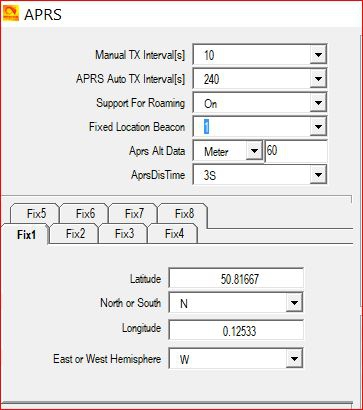 APRS
Manual TX Interval[s] 10
APRS Auto TX Interval[s] 240
Support For Roaming On
Fixed Location Beacon 1
Aprs Alt Data Meter 60
AprsDisTime 3S
Fix5 Fix6 Fix7 Fix8
Fix1 Fix2 Fix3 Fix4
Latitude 50.81667
North or South N
Longitude 0.12533
East or West Hemisphere W